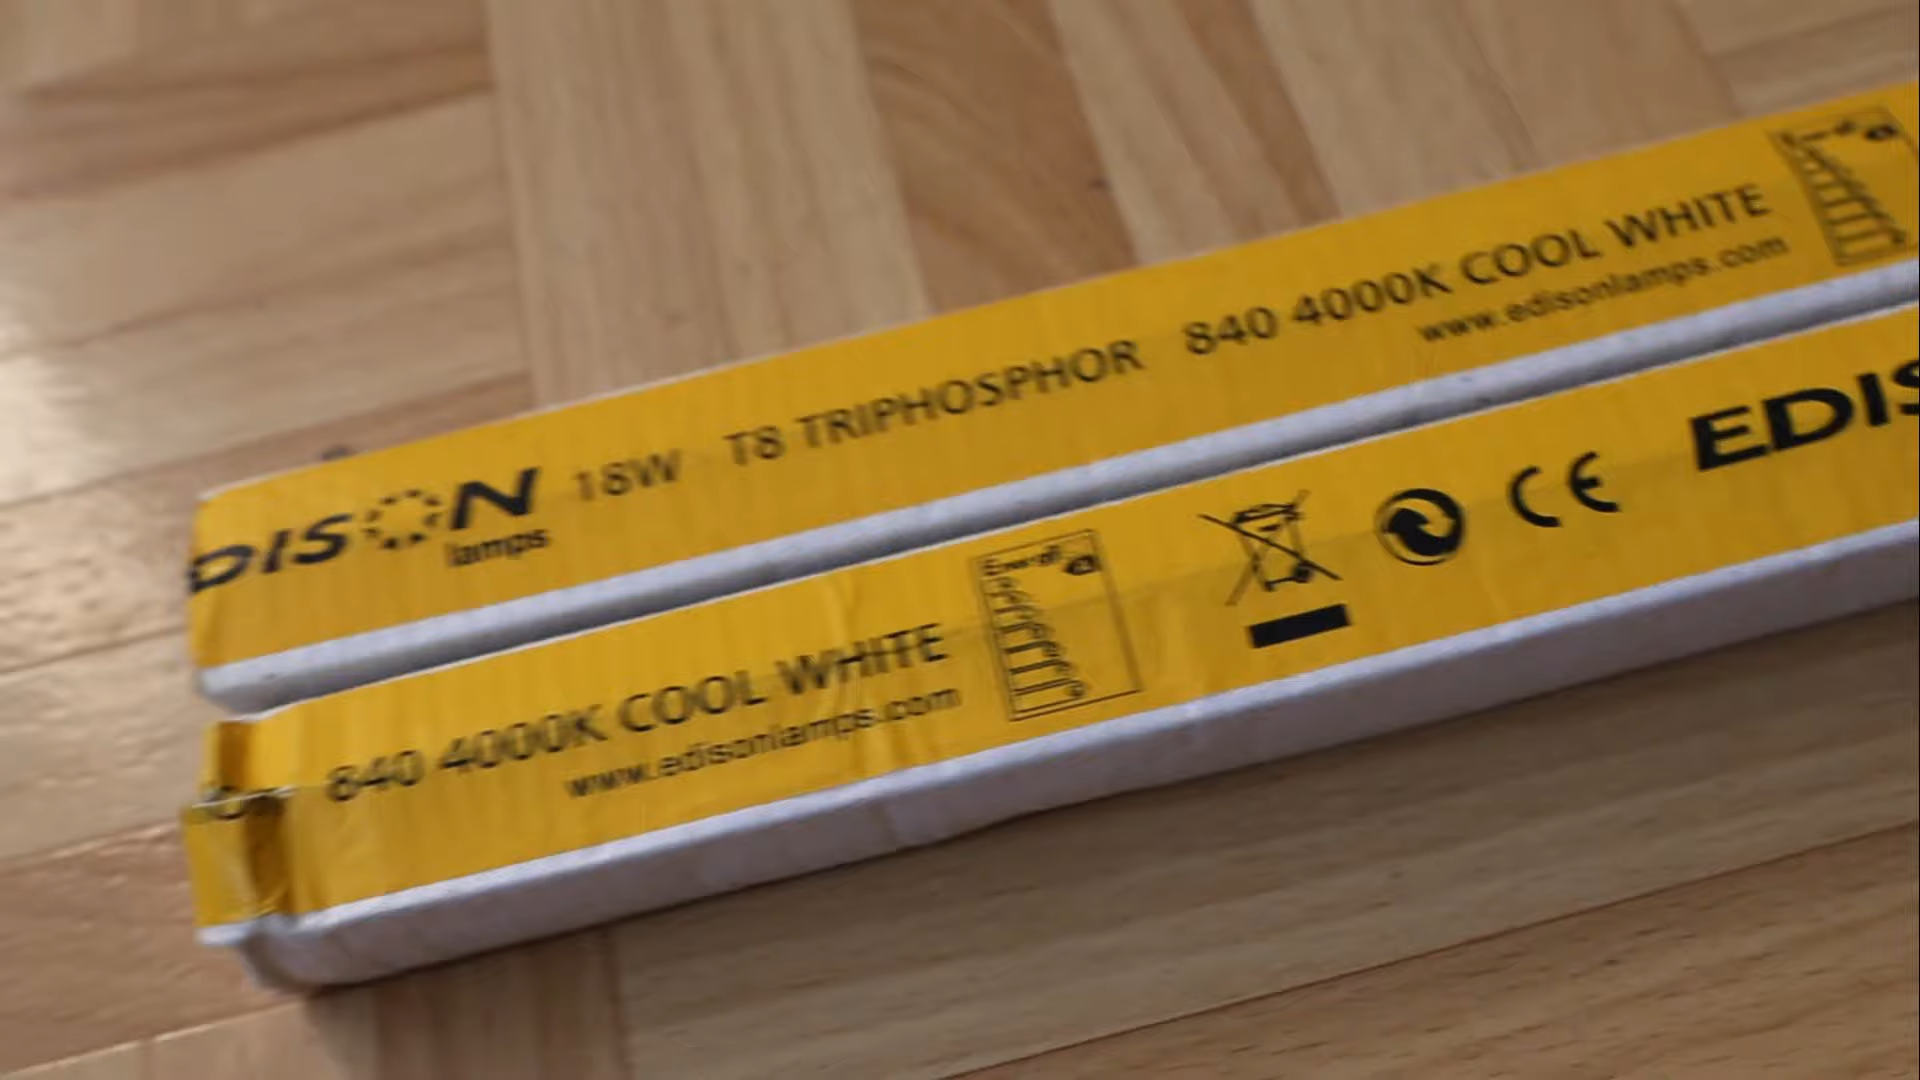 DISON
lamps
18W T8 TRIPHOSPHOR 840 4000K COOL WHITE
www.edisonlamps.com
840 4000K COOL WHITE
www.edisonlamps.com
CE
EDIS